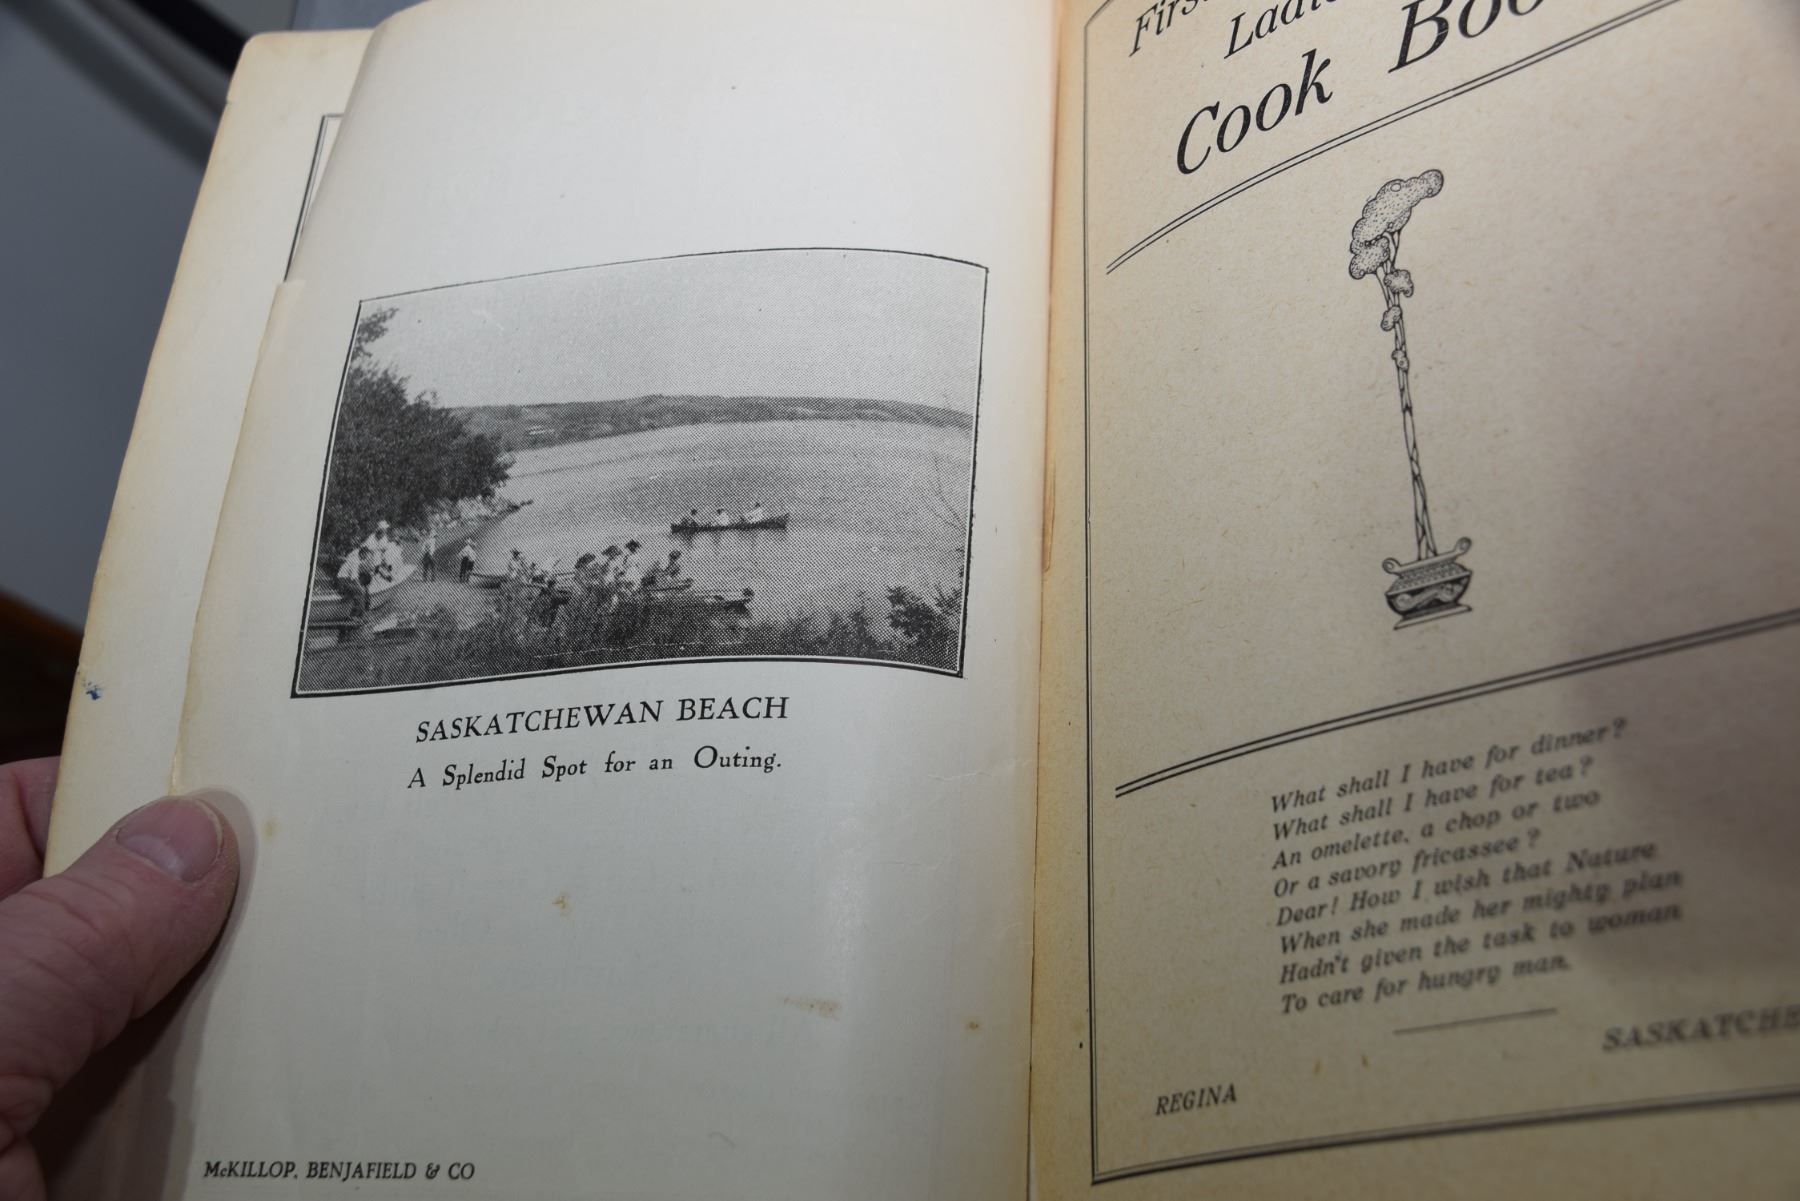 SASKATCHEWAN BEACH
A Splendid Spot for an Outing.
McKILLOP, BENJAFIELD & CO
Cook
What shall I have for dinner?
What shall I have for tea?
An omelette, a chop or two
Or a savory fricassee?
Dear! How I wish that Nature
When she made her mighty plan
Hadn't given the task to woman
To care for hungry man.
REGINA